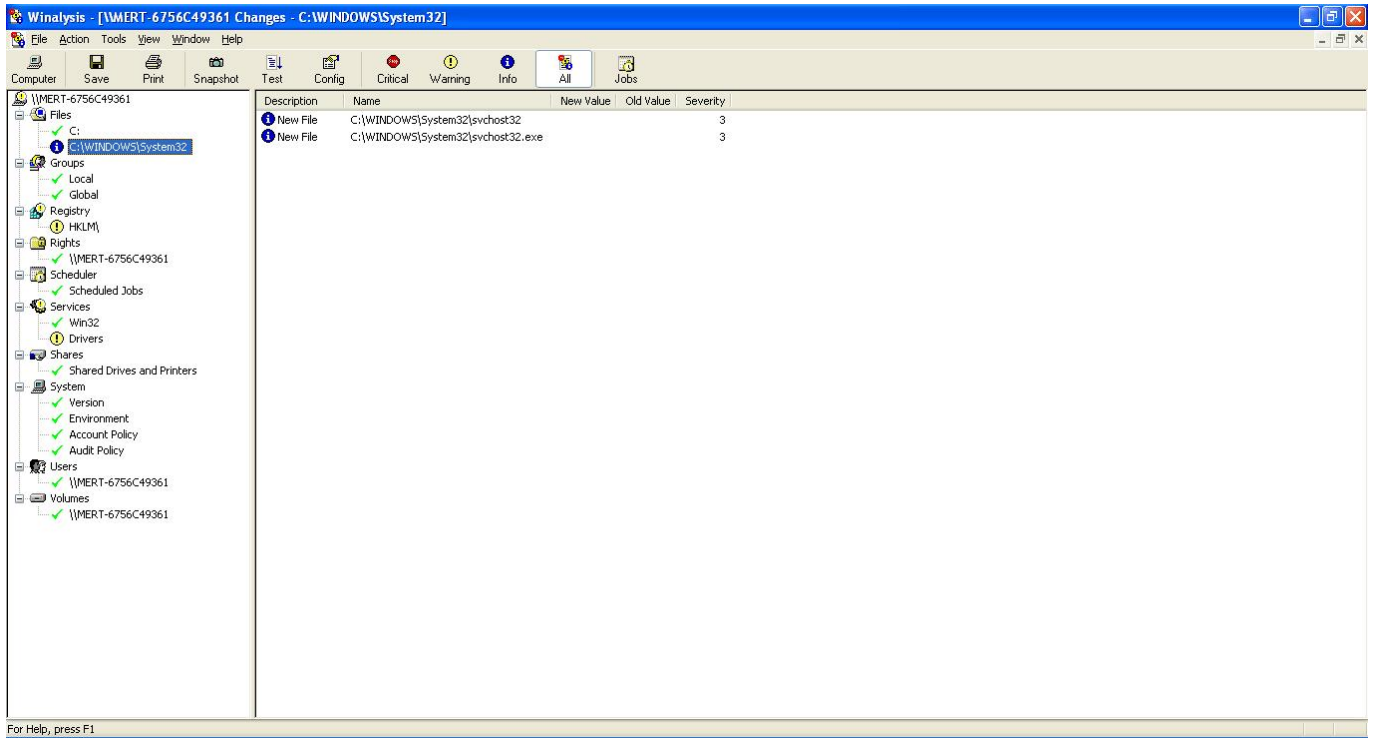 Winalysis - [\\MERT-6756C49361 Changes - C:\WINDOWS\System32]
File Action Tools View Window Help
Computer Save Print Snapshot Test Config Critical Warning Info All Jobs
\\MERT-6756C49361
Files
C:
C:\WINDOWS\System32
Groups
Local
Global
Registry
HKLM\
Rights
\\MERT-6756C49361
Scheduler
Scheduled Jobs
Services
Win32
Drivers
Shares
Shared Drives and Printers
System
Version
Environment
Account Policy
Audit Policy
Users
\\MERT-6756C49361
Volumes
\\MERT-6756C49361
Description Name New Value Old Value Severity
New File C:\WINDOWS\System32\svchost32 3
New File C:\WINDOWS\System32\svchost32.exe 3
For Help, press F1